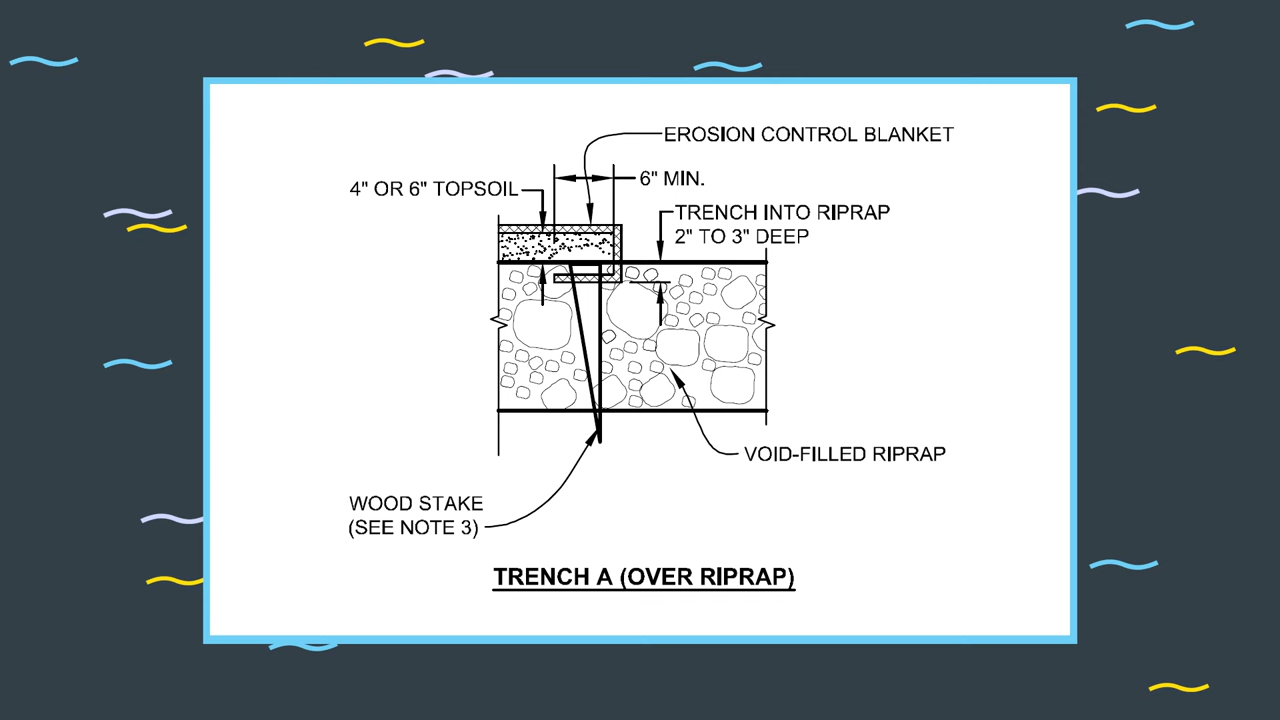 EROSION CONTROL BLANKET
6" MIN.
4" OR 6" TOPSOIL
TRENCH INTO RIPRAP
2" TO 3" DEEP
VOID-FILLED RIPRAP
WOOD STAKE
(SEE NOTE 3)
TRENCH A (OVER RIPRAP)